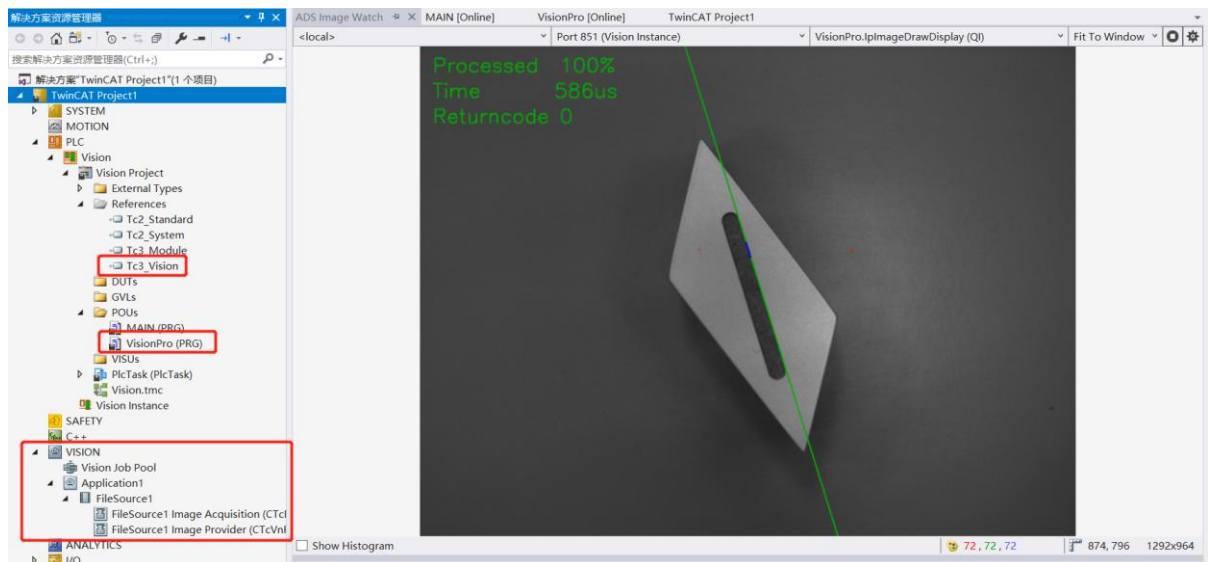 解决方案资源管理器
搜索解决方案资源管理器(Ctrl+;)
解决方案"TwinCAT Project1"(1 个项目)
TwinCAT Project1
SYSTEM
MOTION
PLC
Vision
Vision Project
External Types
References
Tc2_Standard
Tc2_System
Tc3_Module
Tc3_Vision
DUTs
GVLs
POUs
MAIN (PRG)
VisionPro (PRG)
VISUs
PlcTask (PlcTask)
Vision.tmc
Vision Instance
SAFETY
C++
VISION
Vision Job Pool
Application1
FileSource1
FileSource1 Image Acquisition (CTcI
FileSource1 Image Provider (CTcVnI
ANALYTICS
I/O
ADS Image Watch MAIN [Online] VisionPro [Online] TwinCAT Project1
<local> Port 851 (Vision Instance) VisionPro.IpImageDrawDisplay (QI) Fit To Window
Processed 100%
Time 586us
Returncode 0
Show Histogram 72, 72, 72 874, 796 1292x964